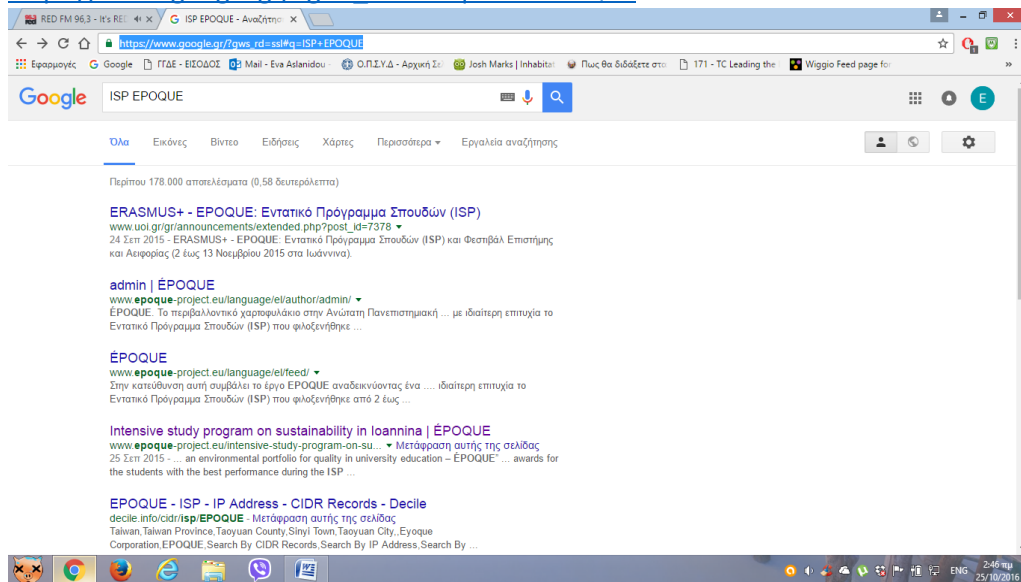 RED FM 96,3 - It's RED
G ISP EPOQUE - Αναζήτησ
https://www.google.gr/?gws_rd=ssl#q=ISP+EPOQUE
Εφαρμογές Google ΓΓΔΕ - ΕΙΣΟΔΟΣ Mail - Eva Aslanidou Ο.Π.ΣΥ.Δ - Αρχική Σελ Josh Marks | Inhabitat Πως θα διδάξετε στο 171 - TC Leading the Wiggio Feed page for »
Google ISP EPOQUE E
Όλα Εικόνες Βίντεο Ειδήσεις Χάρτες Περισσότερα Εργαλεία αναζήτησης
Περίπου 178.000 αποτελέσματα (0,58 δευτερόλεπτα)
ERASMUS+ - EPOQUE: Εντατικό Πρόγραμμα Σπουδών (ISP)
www.uoi.gr/gr/announcements/extended.php?post_id=7378
24 Σεπ 2015 - ERASMUS+ - EPOQUE: Εντατικό Πρόγραμμα Σπουδών (ISP) και Φεστιβάλ Επιστήμης
και Αειφορίας (2 έως 13 Νοεμβρίου 2015 στα Ιωάννινα).
admin | ÉPOQUE
www.epoque-project.eu/language/el/author/admin/
ÉPOQUE. Το περιβαλλοντικό χαρτοφυλάκιο στην Ανώτατη Πανεπιστημιακή ... με ιδιαίτερη επιτυχία το
Εντατικό Πρόγραμμα Σπουδών (ISP) που φιλοξενήθηκε ...
ÉPOQUE
www.epoque-project.eu/language/el/feed/
Στην κατεύθυνση αυτή συμβάλει το έργο EPOQUE αναδεικνύοντας ένα .... ιδιαίτερη επιτυχία το
Εντατικό Πρόγραμμα Σπουδών (ISP) που φιλοξενήθηκε από 2 έως ...
Intensive study program on sustainability in Ioannina | ÉPOQUE
www.epoque-project.eu/intensive-study-program-on-su... Μετάφραση αυτής της σελίδας
25 Σεπ 2015 - ... an environmental portfolio for quality in university education – ÉPOQUE" ... awards for
the students with the best performance during the ISP ...
EPOQUE - ISP - IP Address - CIDR Records - Decile
decile.info/cidr/isp/EPOQUE - Μετάφραση αυτής της σελίδας
Taiwan,Taiwan Province,Taoyuan County,Sinyi Town,Taoyuan City,,Eyoque
Corporation,EPOQUE,Search By CIDR Records,Search By IP Address,Search By ...
ENG 2:46 πμ
25/10/2016